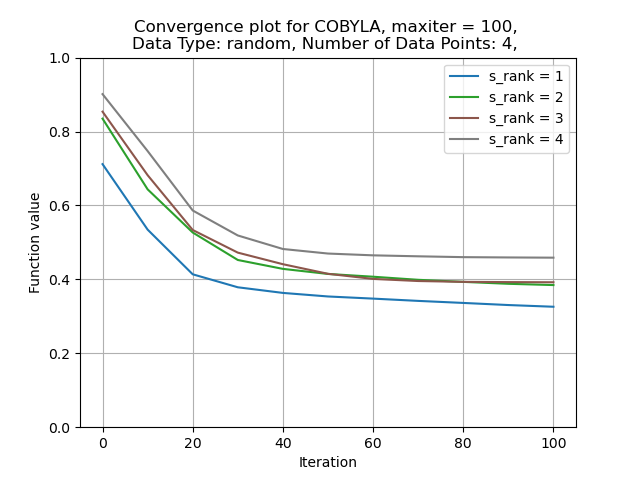 Convergence plot for COBYLA, maxiter = 100,
Data Type: random, Number of Data Points: 4,
1.0
0.8
0.6
0.4
0.2
0.0
Function value
s_rank = 1
s_rank = 2
s_rank = 3
s_rank = 4
0 20 40 60 80 100
Iteration